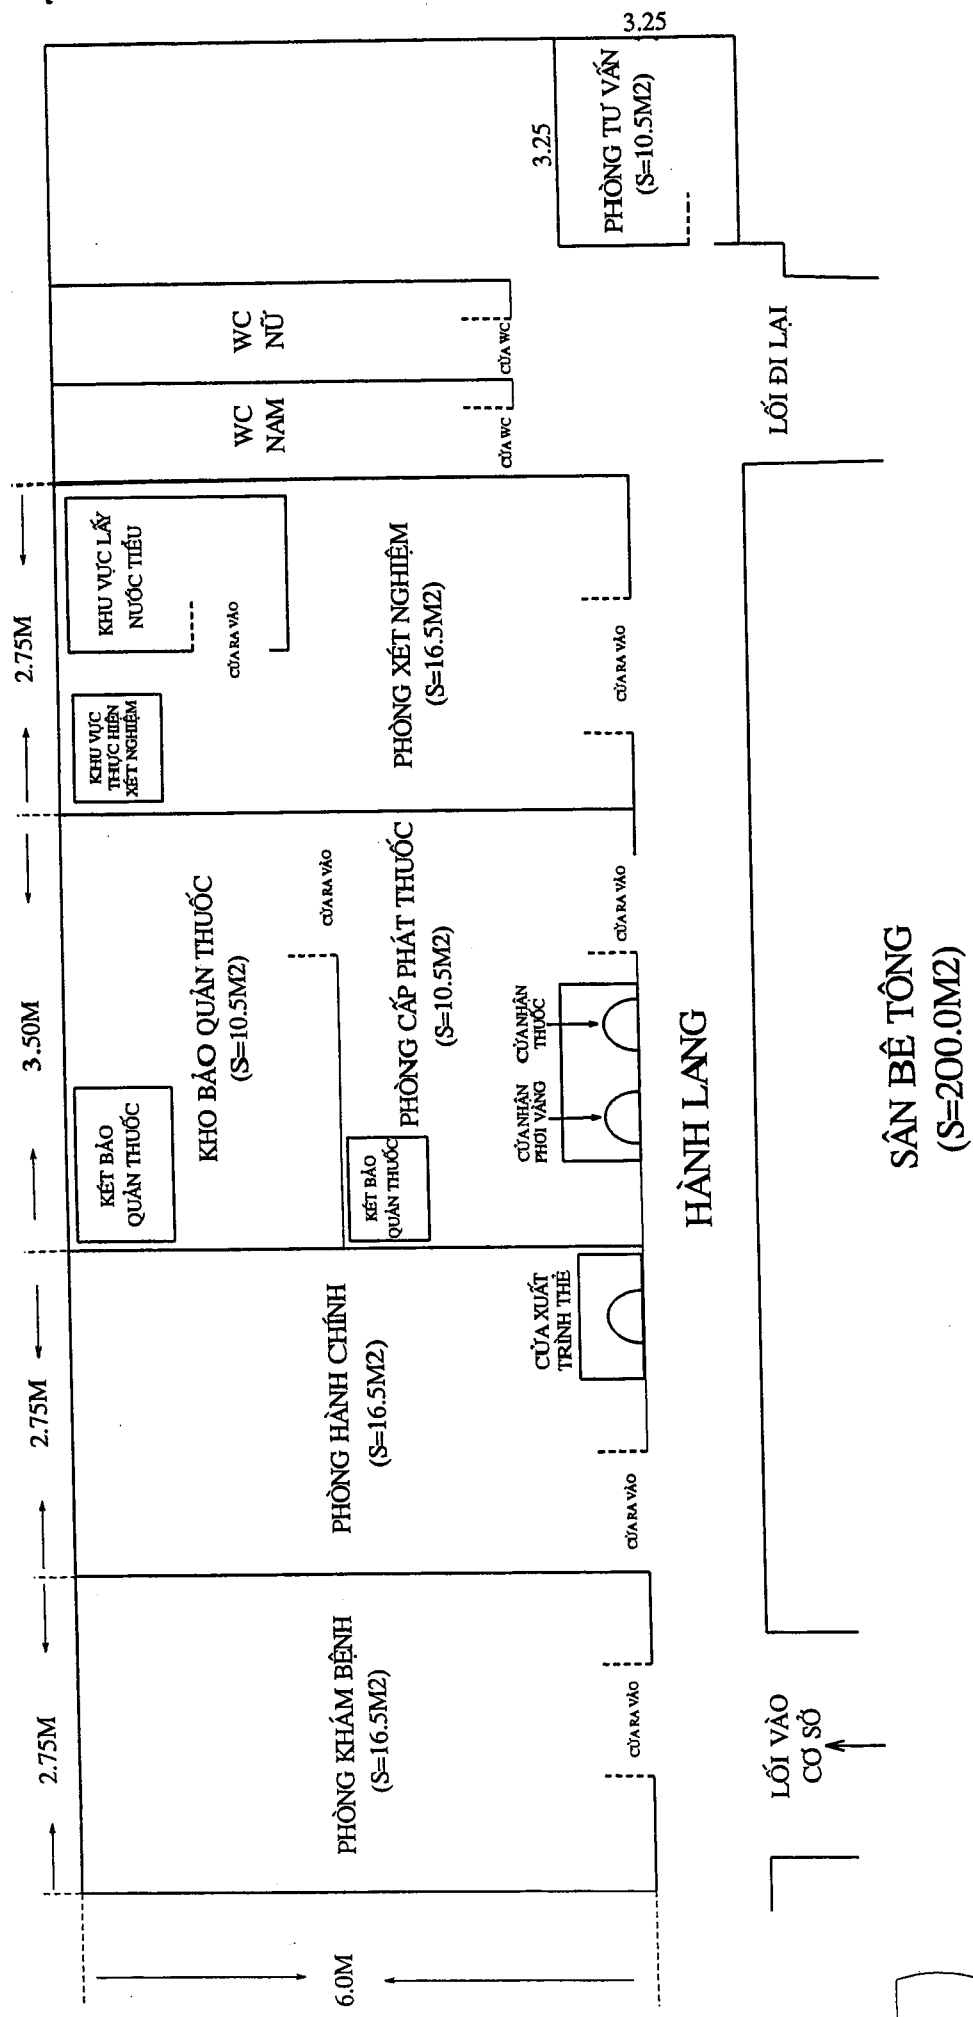 6.0M
2.75M
2.75M
3.50M
2.75M
PHÒNG KHÁM BỆNH
(S=16.5M2)
CỬA RA VÀO
PHÒNG HÀNH CHÍNH
(S=16.5M2)
CỬA XUẤT
TRÌNH THẺ
CỬA RA VÀO
KÉT BẢO
QUẢN THUỐC
KHO BẢO QUẢN THUỐC
(S=10.5M2)
CỬA RA VÀO
KÉT BẢO
QUẢN THUỐC
PHÒNG CẤP PHÁT THUỐC
(S=10.5M2)
CỬA NHẬN
PHƠI VÀNG
CỬA NHẬN
THUỐC
CỬA RA VÀO
KHU VỰC
THỰC HIỆN
XÉT NGHIỆM
KHU VỰC LẤY
NƯỚC TIỂU
CỬA RA VÀO
PHÒNG XÉT NGHIỆM
(S=16.5M2)
CỬA RA VÀO
WC
NAM
CỬA WC
WC
NỮ
CỬA WC
3.25
3.25
PHÒNG TƯ VẤN
(S=10.5M2)
HÀNH LANG
LỐI VÀO
CƠ SỞ
LỐI ĐI LẠI
SÂN BÊ TÔNG
(S=200.0M2)